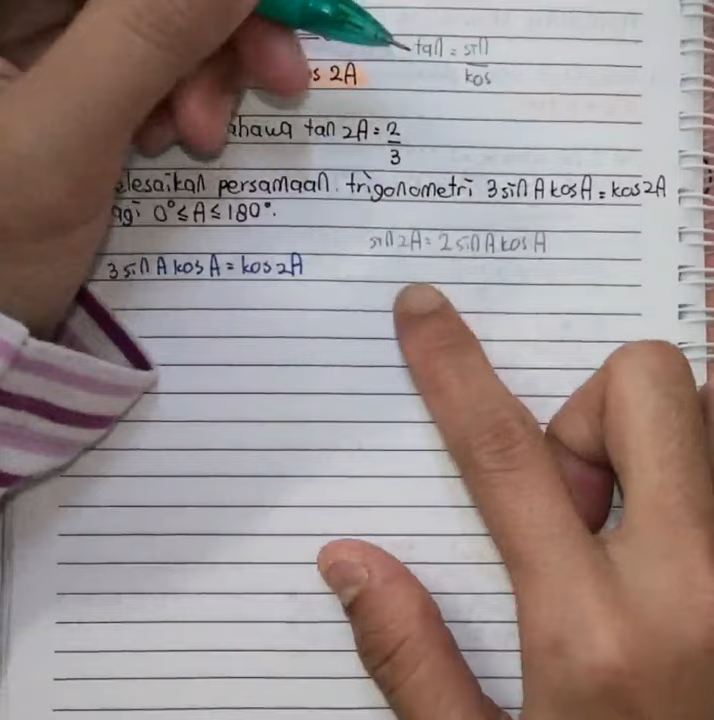 tan = sin
kos
s 2A
ahawa tan 2A = 2
3
lesaikan persamaan trigonometri 3 sin A kos A = kos 2A
agi 0° ≤ A ≤ 180°.
sin 2A = 2 sin A kos A
3 sin A kos A = kos 2A